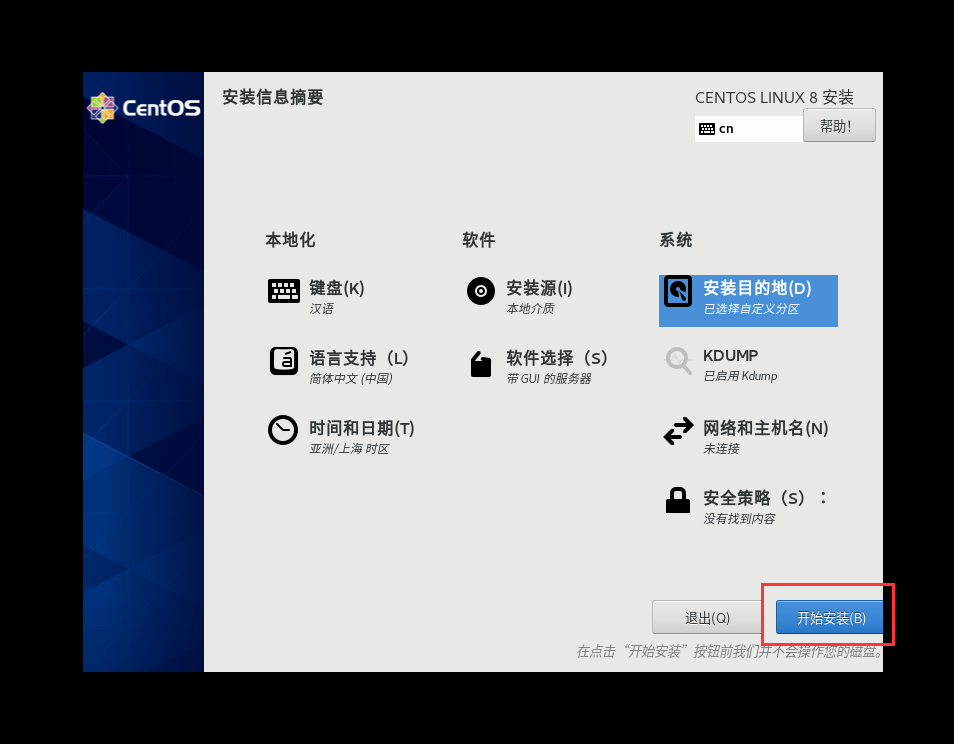 CentOS
安装信息摘要
CENTOS LINUX 8 安装
cn
帮助！
本地化
软件
系统
键盘(K)
汉语
安装源(I)
本地介质
安装目的地(D)
已选择自定义分区
语言支持（L）
简体中文 (中国)
软件选择（S）
带 GUI 的服务器
KDUMP
已启用 Kdump
时间和日期(T)
亚洲/上海 时区
网络和主机名(N)
未连接
安全策略（S）：
没有找到内容
退出(Q)
开始安装(B)
在点击“开始安装”按钮前我们并不会操作您的磁盘。